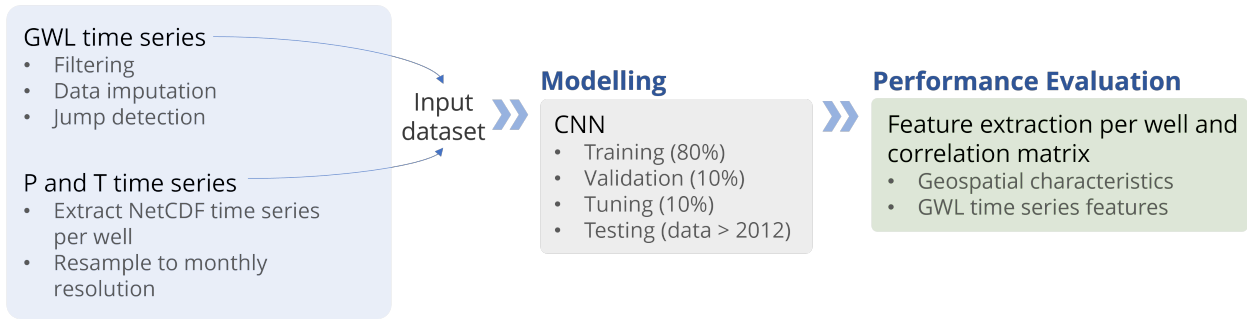 GWL time series
• Filtering
• Data imputation
• Jump detection
P and T time series
• Extract NetCDF time series
per well
• Resample to monthly
resolution
Input
dataset
Modelling
CNN
• Training (80%)
• Validation (10%)
• Tuning (10%)
• Testing (data > 2012)
Performance Evaluation
Feature extraction per well and
correlation matrix
• Geospatial characteristics
• GWL time series features